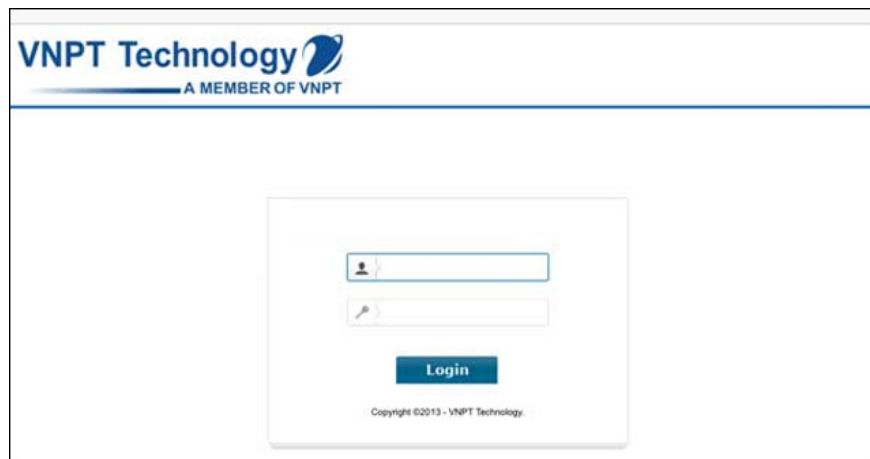 VNPT Technology
A MEMBER OF VNPT
Login
Copyright ©2013 - VNPT Technology.